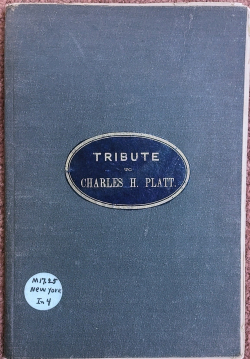 TRIBUTE
TO
CHARLES H. PLATT.
M1725
New York
In 4